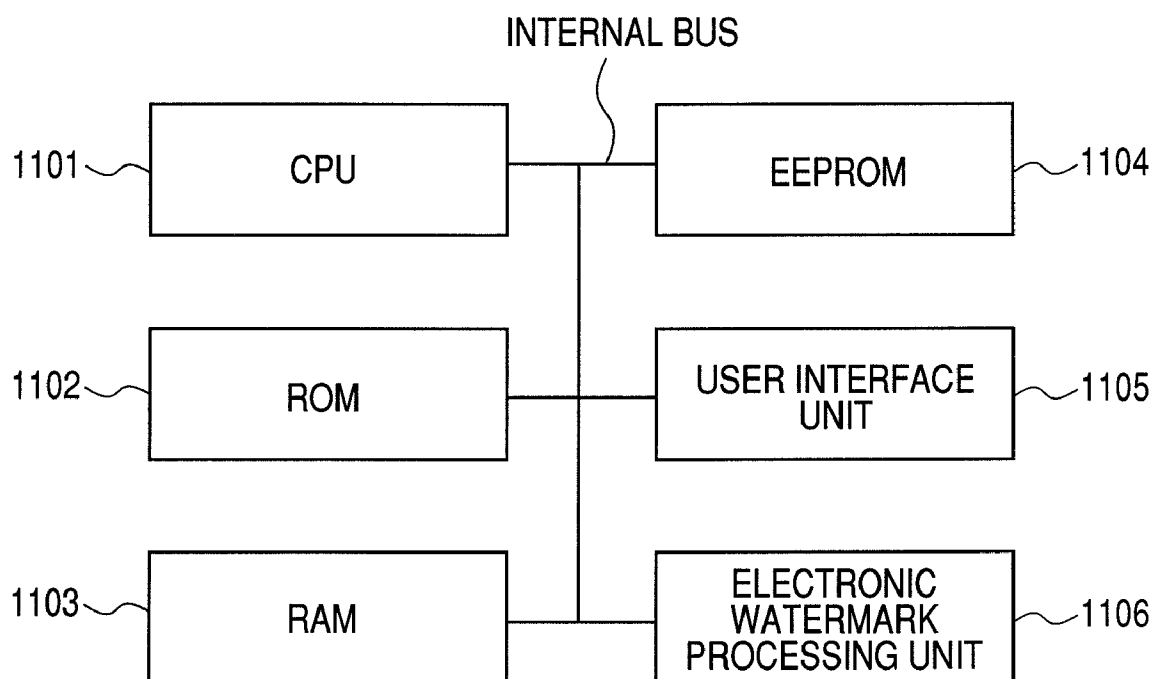 INTERNAL BUS
1101
CPU
EEPROM
1104
1102
ROM
USER INTERFACE
UNIT
1105
1103
RAM
ELECTRONIC
WATERMARK
PROCESSING UNIT
1106